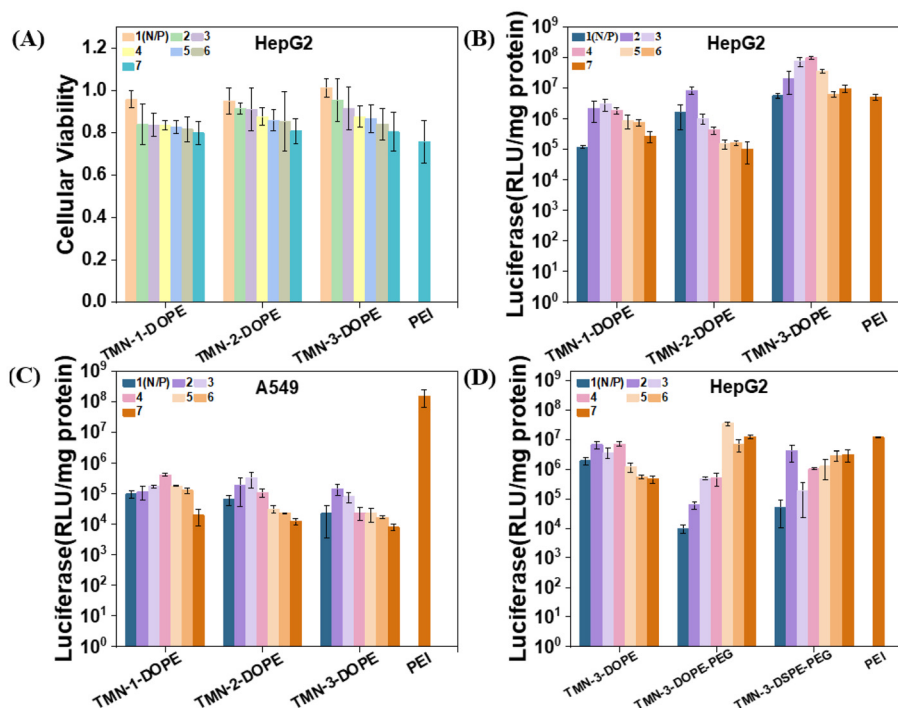 (A)
HepG2
1(N/P) 2 3
4 5 6
7
Cellular Viability
1.2
1.0
0.8
0.6
0.4
0.2
0.0
TMN-1-DOPE
TMN-2-DOPE
TMN-3-DOPE
PEI
(B)
HepG2
1(N/P) 2 3
4 5 6
7
Luciferase(RLU/mg protein)
10⁹
10⁸
10⁷
10⁶
10⁵
10⁴
10³
10²
10¹
10⁰
TMN-1-DOPE
TMN-2-DOPE
TMN-3-DOPE
PEI
(C)
A549
1(N/P) 2 3
4 5 6
7
Luciferase(RLU/mg protein)
10⁹
10⁸
10⁷
10⁶
10⁵
10⁴
10³
10²
10¹
10⁰
TMN-1-DOPE
TMN-2-DOPE
TMN-3-DOPE
PEI
(D)
HepG2
1(N/P) 2 3
4 5 6
7
Luciferase(RLU/mg protein)
10⁹
10⁸
10⁷
10⁶
10⁵
10⁴
10³
10²
10¹
10⁰
TMN-3-DOPE
TMN-3-DOPE-PEG
TMN-3-DSPE-PEG
PEI